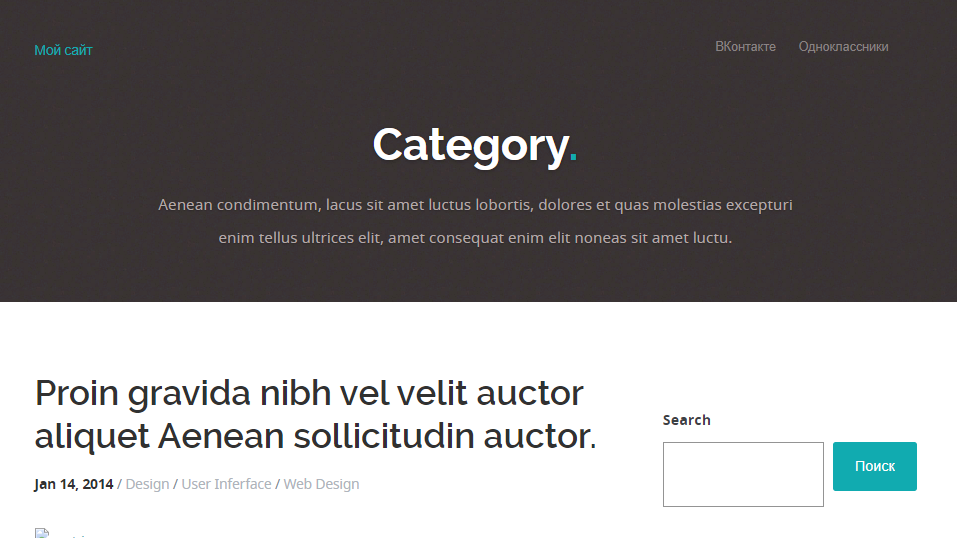 Мой сайт
ВКонтакте Одноклассники
Category.
Aenean condimentum, lacus sit amet luctus lobortis, dolores et quas molestias excepturi
enim tellus ultrices elit, amet consequat enim elit noneas sit amet luctu.
Proin gravida nibh vel velit auctor
aliquet Aenean sollicitudin auctor.
Jan 14, 2014 / Design / User Inferface / Web Design
Search
Поиск